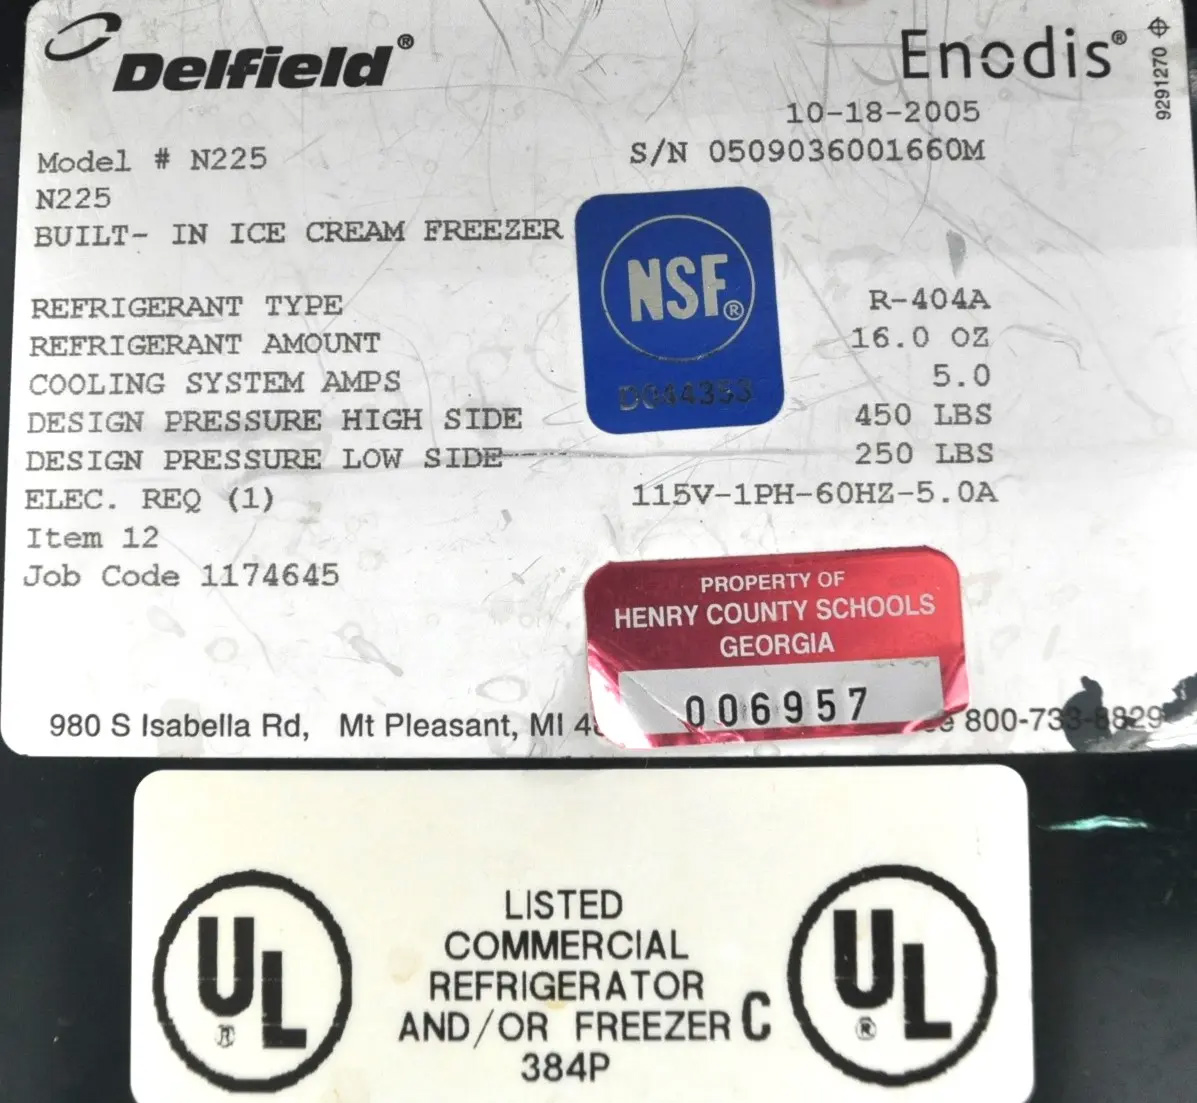 Delfield®
Enodis®
9291270
10-18-2005
Model # N225
S/N 0509036001660M
N225
BUILT- IN ICE CREAM FREEZER
NSF®
D044353
REFRIGERANT TYPE R-404A
REFRIGERANT AMOUNT 16.0 OZ
COOLING SYSTEM AMPS 5.0
DESIGN PRESSURE HIGH SIDE 450 LBS
DESIGN PRESSURE LOW SIDE 250 LBS
ELEC. REQ (1) 115V-1PH-60HZ-5.0A
Item 12
Job Code 1174645
PROPERTY OF
HENRY COUNTY SCHOOLS
GEORGIA
006957
980 S Isabella Rd, Mt Pleasant, MI 800-733-8829
UL®
LISTED
COMMERCIAL
REFRIGERATOR
AND/OR FREEZER
384P
C UL®